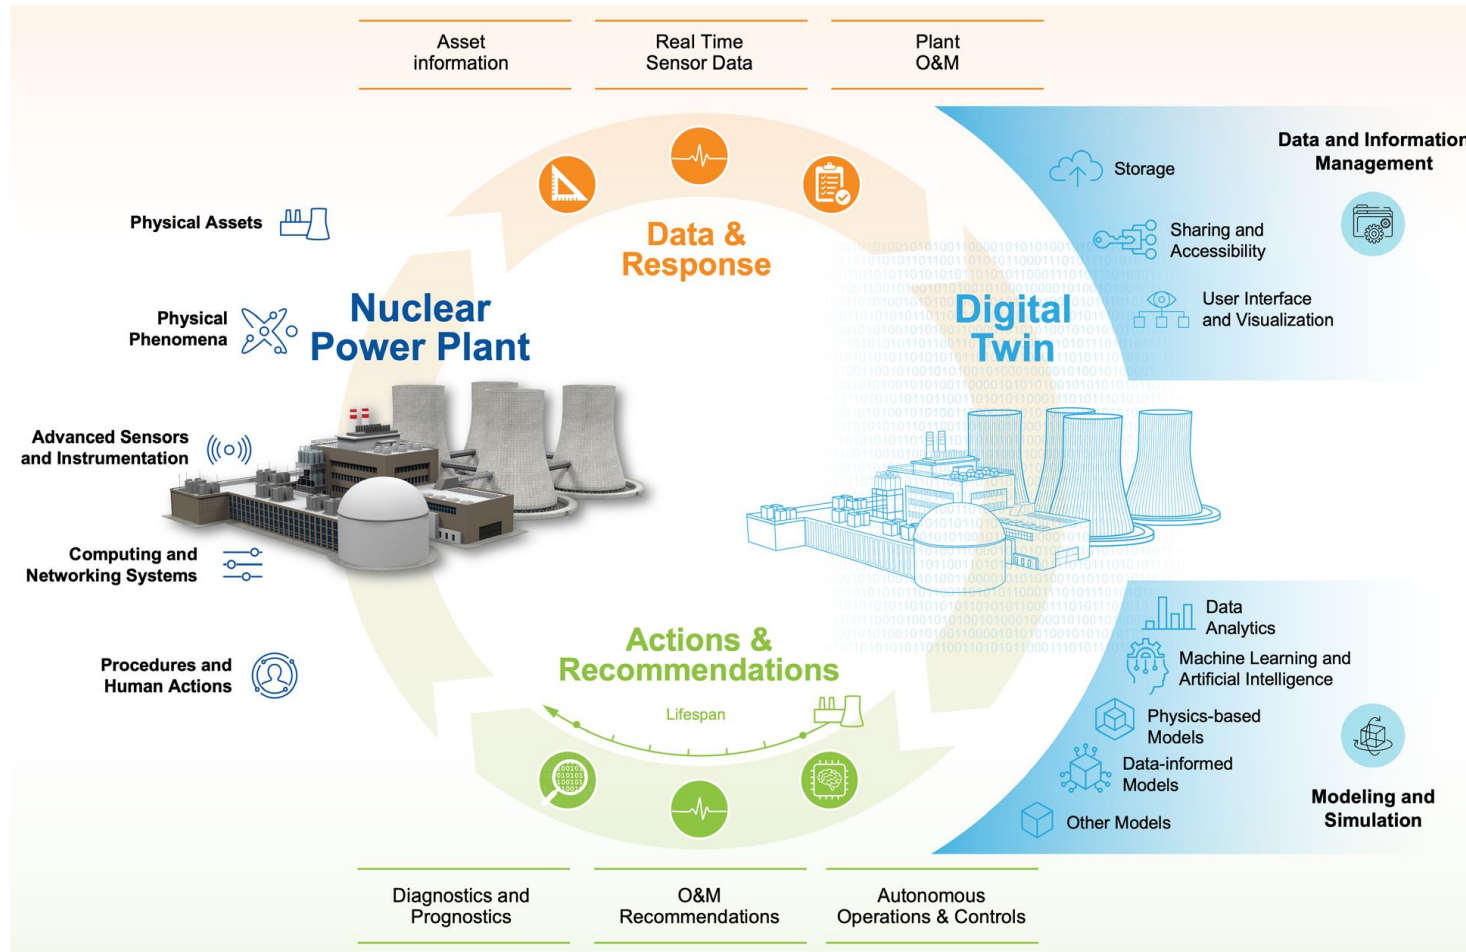 Asset
information
Real Time
Sensor Data
Plant
O&M
Data &
Response
Nuclear
Power Plant
Physical Assets
Physical
Phenomena
Advanced Sensors
and Instrumentation
Computing and
Networking Systems
Procedures and
Human Actions
Digital
Twin
Data and Information
Management
Storage
Sharing and
Accessibility
User Interface
and Visualization
Data
Analytics
Machine Learning and
Artificial Intelligence
Physics-based
Models
Data-informed
Models
Other Models
Modeling and
Simulation
Actions &
Recommendations
Lifespan
Diagnostics and
Prognostics
O&M
Recommendations
Autonomous
Operations & Controls